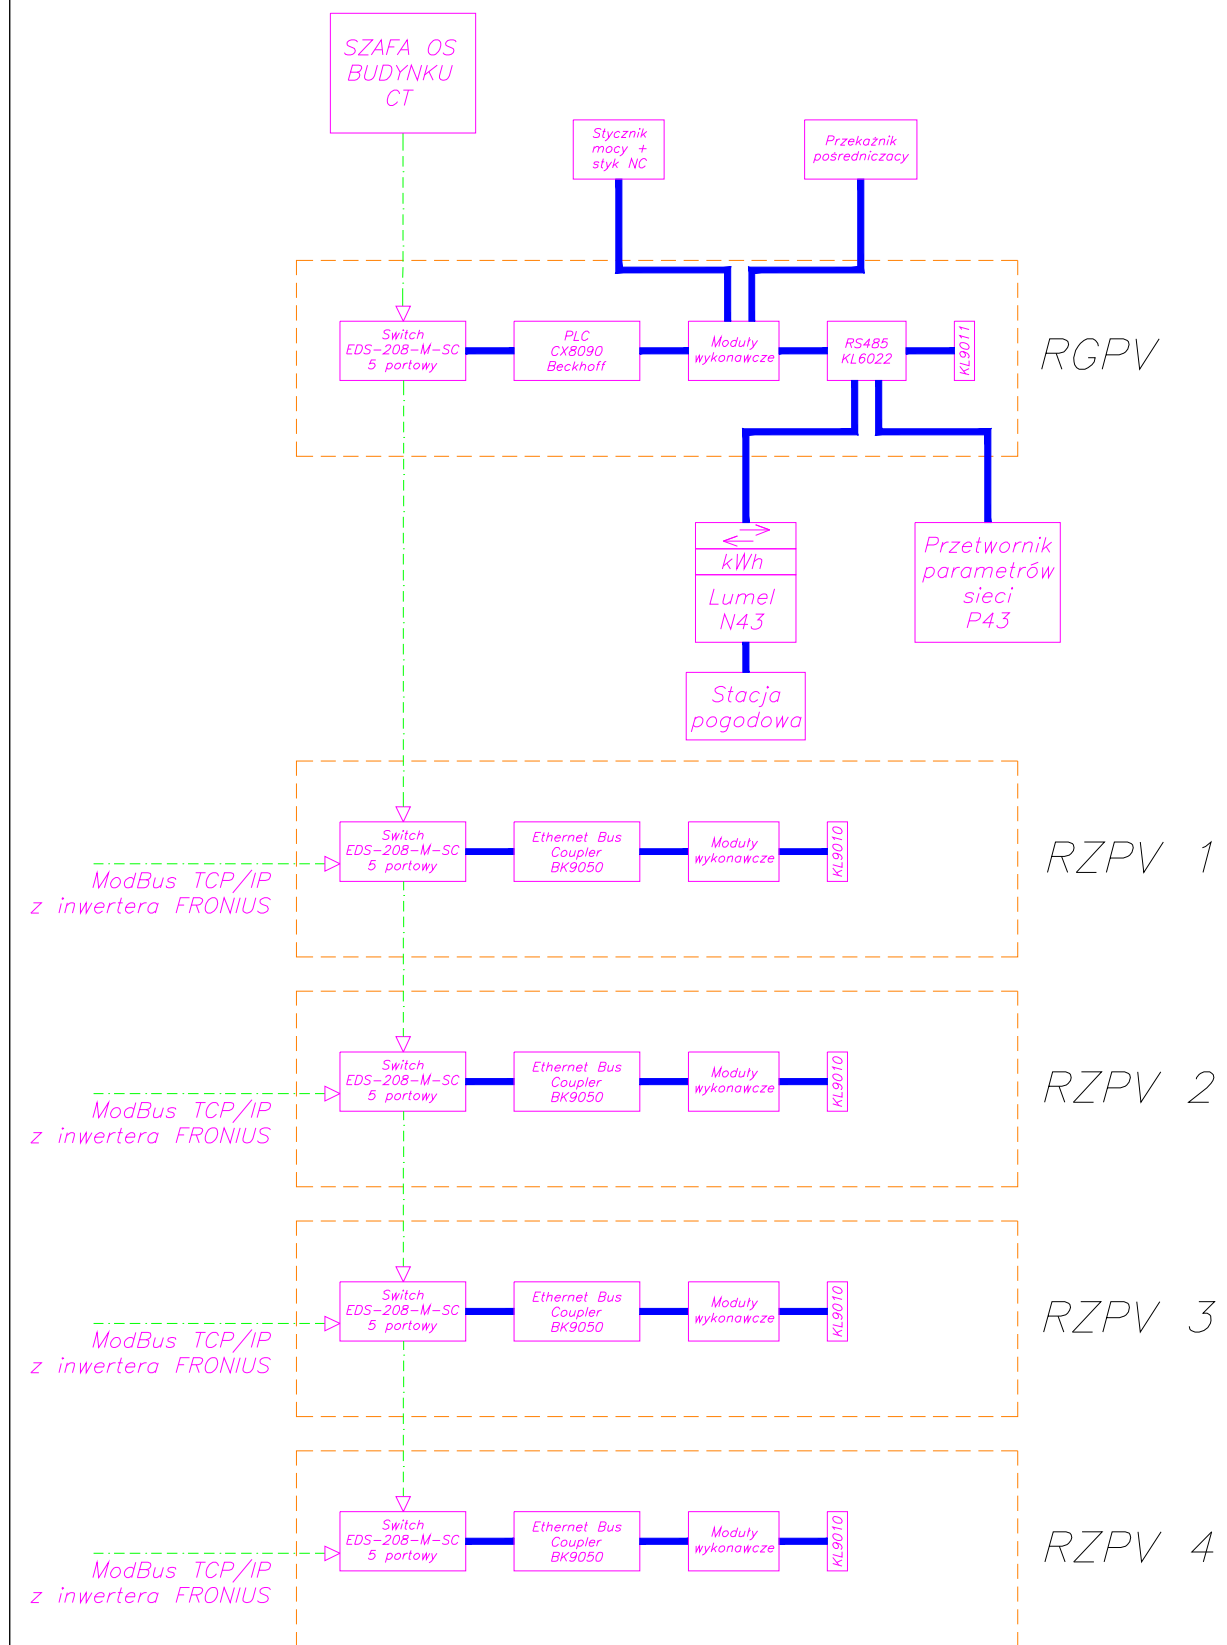 SZAFA OS
BUDYNKU
CT
Stycznik
mocy +
styk NC
Przekaźnik
pośredniczacy
Switch
EDS-208-M-SC
5 portowy
PLC
CX8090
Beckhoff
Moduły
wykonawcze
RS485
KL6022
KL9011
RGPV
kWh
Lumel
N43
Przetwornik
parametrów
sieci
P43
Stacja
pogodowa
Switch
EDS-208-M-SC
5 portowy
Ethernet Bus
Coupler
BK9050
Moduły
wykonawcze
KL9010
RZPV 1
ModBus TCP/IP
z inwertera FRONIUS
Switch
EDS-208-M-SC
5 portowy
Ethernet Bus
Coupler
BK9050
Moduły
wykonawcze
KL9010
RZPV 2
ModBus TCP/IP
z inwertera FRONIUS
Switch
EDS-208-M-SC
5 portowy
Ethernet Bus
Coupler
BK9050
Moduły
wykonawcze
KL9010
RZPV 3
ModBus TCP/IP
z inwertera FRONIUS
Switch
EDS-208-M-SC
5 portowy
Ethernet Bus
Coupler
BK9050
Moduły
wykonawcze
KL9010
RZPV 4
ModBus TCP/IP
z inwertera FRONIUS